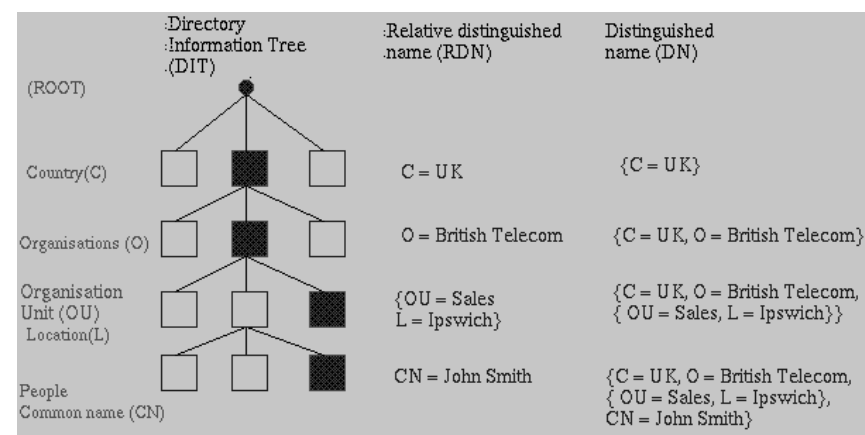 :Directory
:Information Tree
.(DIT)
:Relative distinguished
.name (RDN)
Distinguished
name (DN)
(ROOT)
Country(C)
C = UK
{C = UK}
Organisations (O)
O = British Telecom
{C = UK, O = British Telecom}
Organisation
Unit (OU)
Location(L)
{OU = Sales
L = Ipswich}
{C = UK, O = British Telecom,
{ OU = Sales, L = Ipswich}}
People
Common name (CN)
CN = John Smith
{C = UK, O = British Telecom,
{ OU = Sales, L = Ipswich},
CN = John Smith}